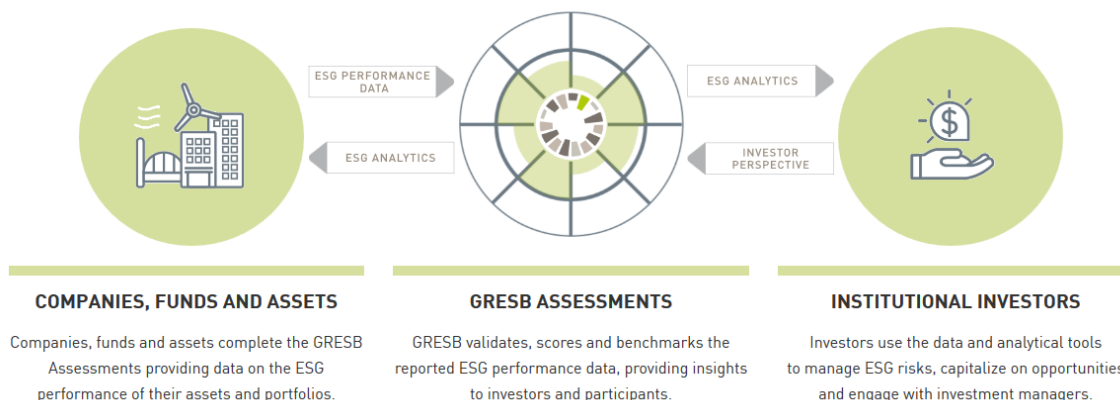 ESG PERFORMANCE
DATA
ESG ANALYTICS
ESG ANALYTICS
INVESTOR
PERSPECTIVE
$
COMPANIES, FUNDS AND ASSETS
Companies, funds and assets complete the GRESB
Assessments providing data on the ESG
performance of their assets and portfolios.
GRESB ASSESSMENTS
GRESB validates, scores and benchmarks the
reported ESG performance data, providing insights
to investors and participants.
INSTITUTIONAL INVESTORS
Investors use the data and analytical tools
to manage ESG risks, capitalize on opportunities
and engage with investment managers.